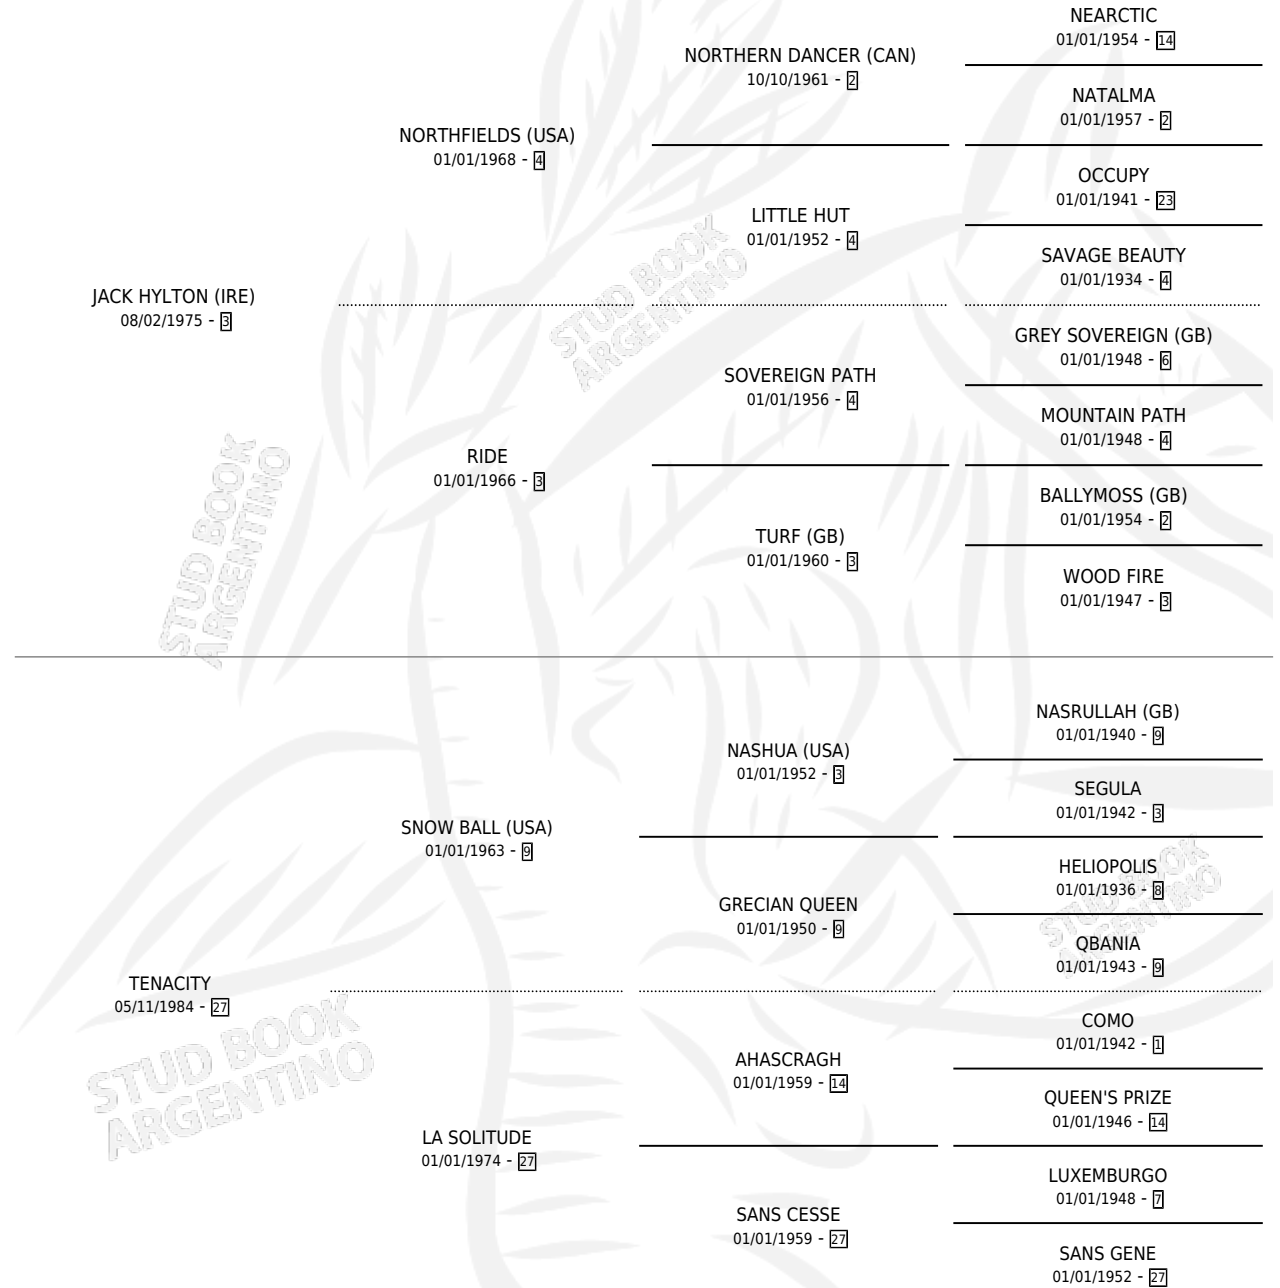 NEARCTIC
01/01/1954 - 14
NORTHERN DANCER (CAN)
10/10/1961 - 2
NATALMA
01/01/1957 - 2
NORTHFIELDS (USA)
01/01/1968 - 4
OCCUPY
01/01/1941 - 23
LITTLE HUT
01/01/1952 - 4
SAVAGE BEAUTY
01/01/1934 - 4
JACK HYLTON (IRE)
08/02/1975 - 3
STUD BOOK
ARGENTINO
GREY SOVEREIGN (GB)
01/01/1948 - 6
SOVEREIGN PATH
01/01/1956 - 4
MOUNTAIN PATH
01/01/1948 - 4
RIDE
01/01/1966 - 3
BALLYMOSS (GB)
01/01/1954 - 2
TURF (GB)
01/01/1960 - 3
WOOD FIRE
01/01/1947 - 3
STUD BOOK
ARGENTINO
NASRULLAH (GB)
01/01/1940 - 9
NASHUA (USA)
01/01/1952 - 3
SEGULA
01/01/1942 - 3
SNOW BALL (USA)
01/01/1963 - 9
HELIOPOLIS
01/01/1936 - 8
GRECIAN QUEEN
01/01/1950 - 9
STUD BOOK
ARGENTINO
QBANIA
01/01/1943 - 9
TENACITY
05/11/1984 - 27
COMO
01/01/1942 - 1
AHASCRAGH
01/01/1959 - 14
QUEEN'S PRIZE
01/01/1946 - 14
STUD BOOK
ARGENTINO
LA SOLITUDE
01/01/1974 - 27
LUXEMBURGO
01/01/1948 - 7
SANS CESSE
01/01/1959 - 27
SANS GENE
01/01/1952 - 27